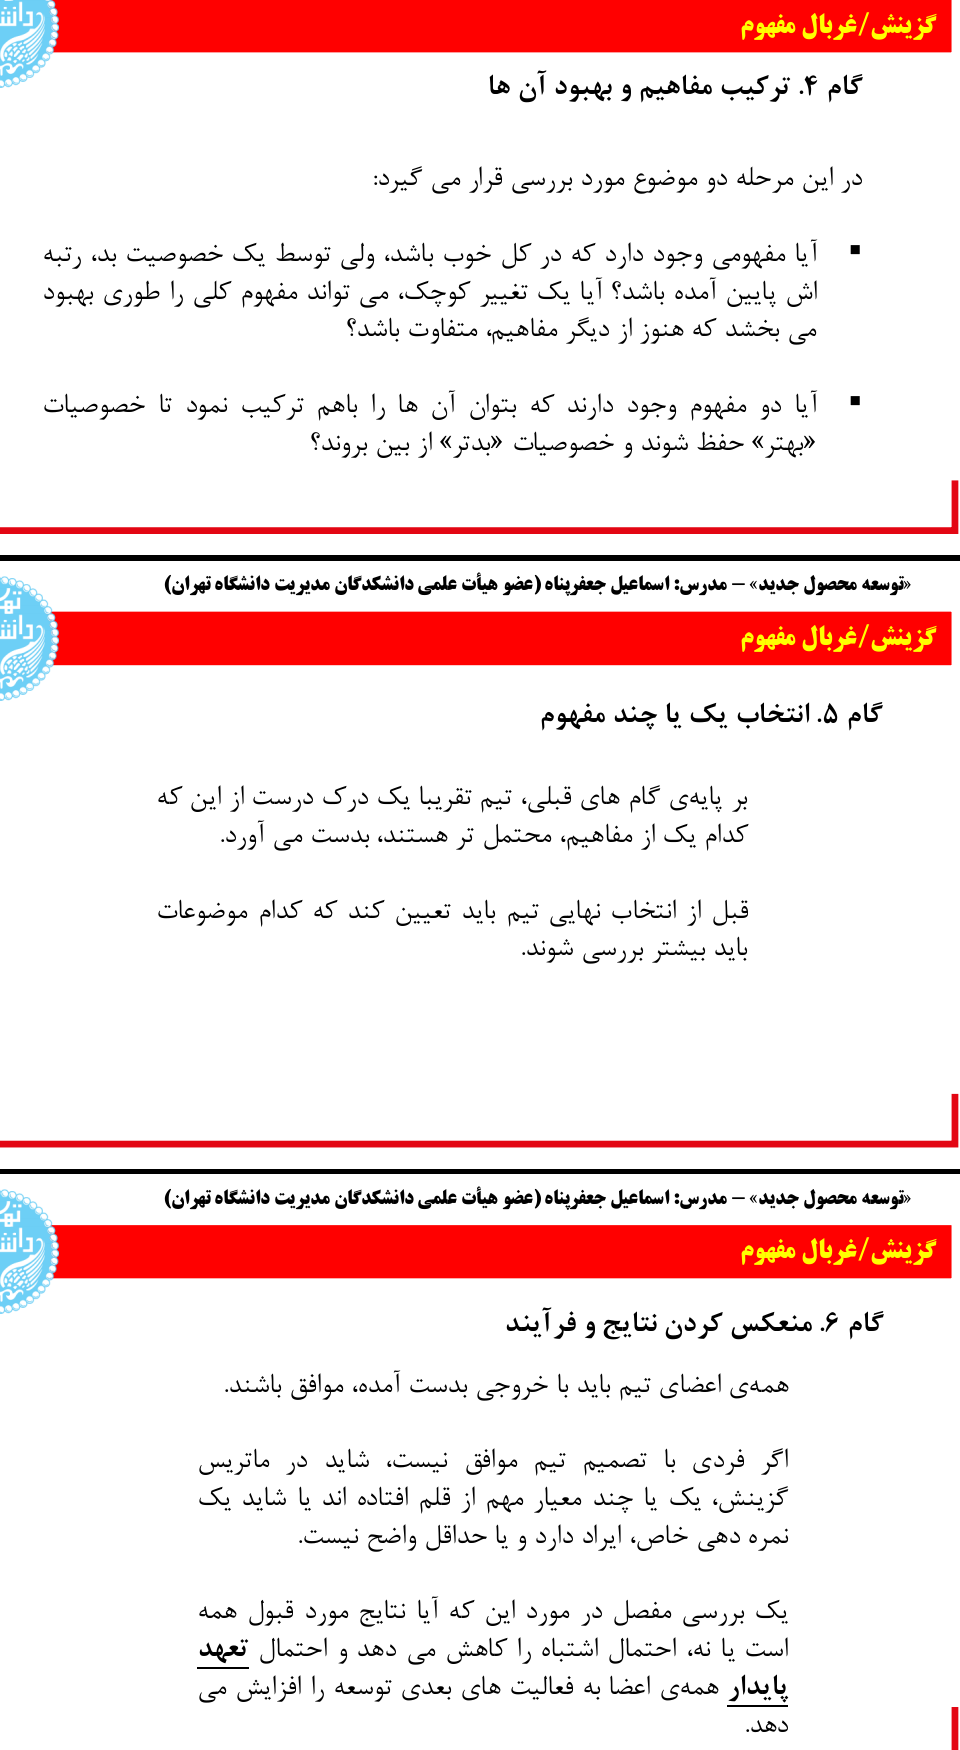 گزینش/غربال مفهوم
گام ۴. ترکیب مفاهیم و بهبود آن ها
در این مرحله دو موضوع مورد بررسی قرار می گیرد:
▪ آیا مفهومی وجود دارد که در کل خوب باشد، ولی توسط یک خصوصیت بد، رتبه
اش پایین آمده باشد؟ آیا یک تغییر کوچک، می تواند مفهوم کلی را طوری بهبود
می بخشد که هنوز از دیگر مفاهیم، متفاوت باشد؟
▪ آیا دو مفهوم وجود دارند که بتوان آن ها را باهم ترکیب نمود تا خصوصیات
«بهتر» حفظ شوند و خصوصیات «بدتر» از بین بروند؟
«توسعه محصول جدید» – مدرس: اسماعیل جعفرپناه (عضو هیأت علمی دانشکدگان مدیریت دانشگاه تهران)
گزینش/غربال مفهوم
گام ۵. انتخاب یک یا چند مفهوم
بر پایه‌ی گام های قبلی، تیم تقریبا یک درک درست از این که
کدام یک از مفاهیم، محتمل تر هستند، بدست می آورد.
قبل از انتخاب نهایی تیم باید تعیین کند که کدام موضوعات
باید بیشتر بررسی شوند.
«توسعه محصول جدید» – مدرس: اسماعیل جعفرپناه (عضو هیأت علمی دانشکدگان مدیریت دانشگاه تهران)
گزینش/غربال مفهوم
گام ۶. منعکس کردن نتایج و فرآیند
همه‌ی اعضای تیم باید با خروجی بدست آمده، موافق باشند.
اگر فردی با تصمیم تیم موافق نیست، شاید در ماتریس
گزینش، یک یا چند معیار مهم از قلم افتاده اند یا شاید یک
نمره دهی خاص، ایراد دارد و یا حداقل واضح نیست.
یک بررسی مفصل در مورد این که آیا نتایج مورد قبول همه
است یا نه، احتمال اشتباه را کاهش می دهد و احتمال تعهد
پایدار همه‌ی اعضا به فعالیت های بعدی توسعه را افزایش می
دهد.